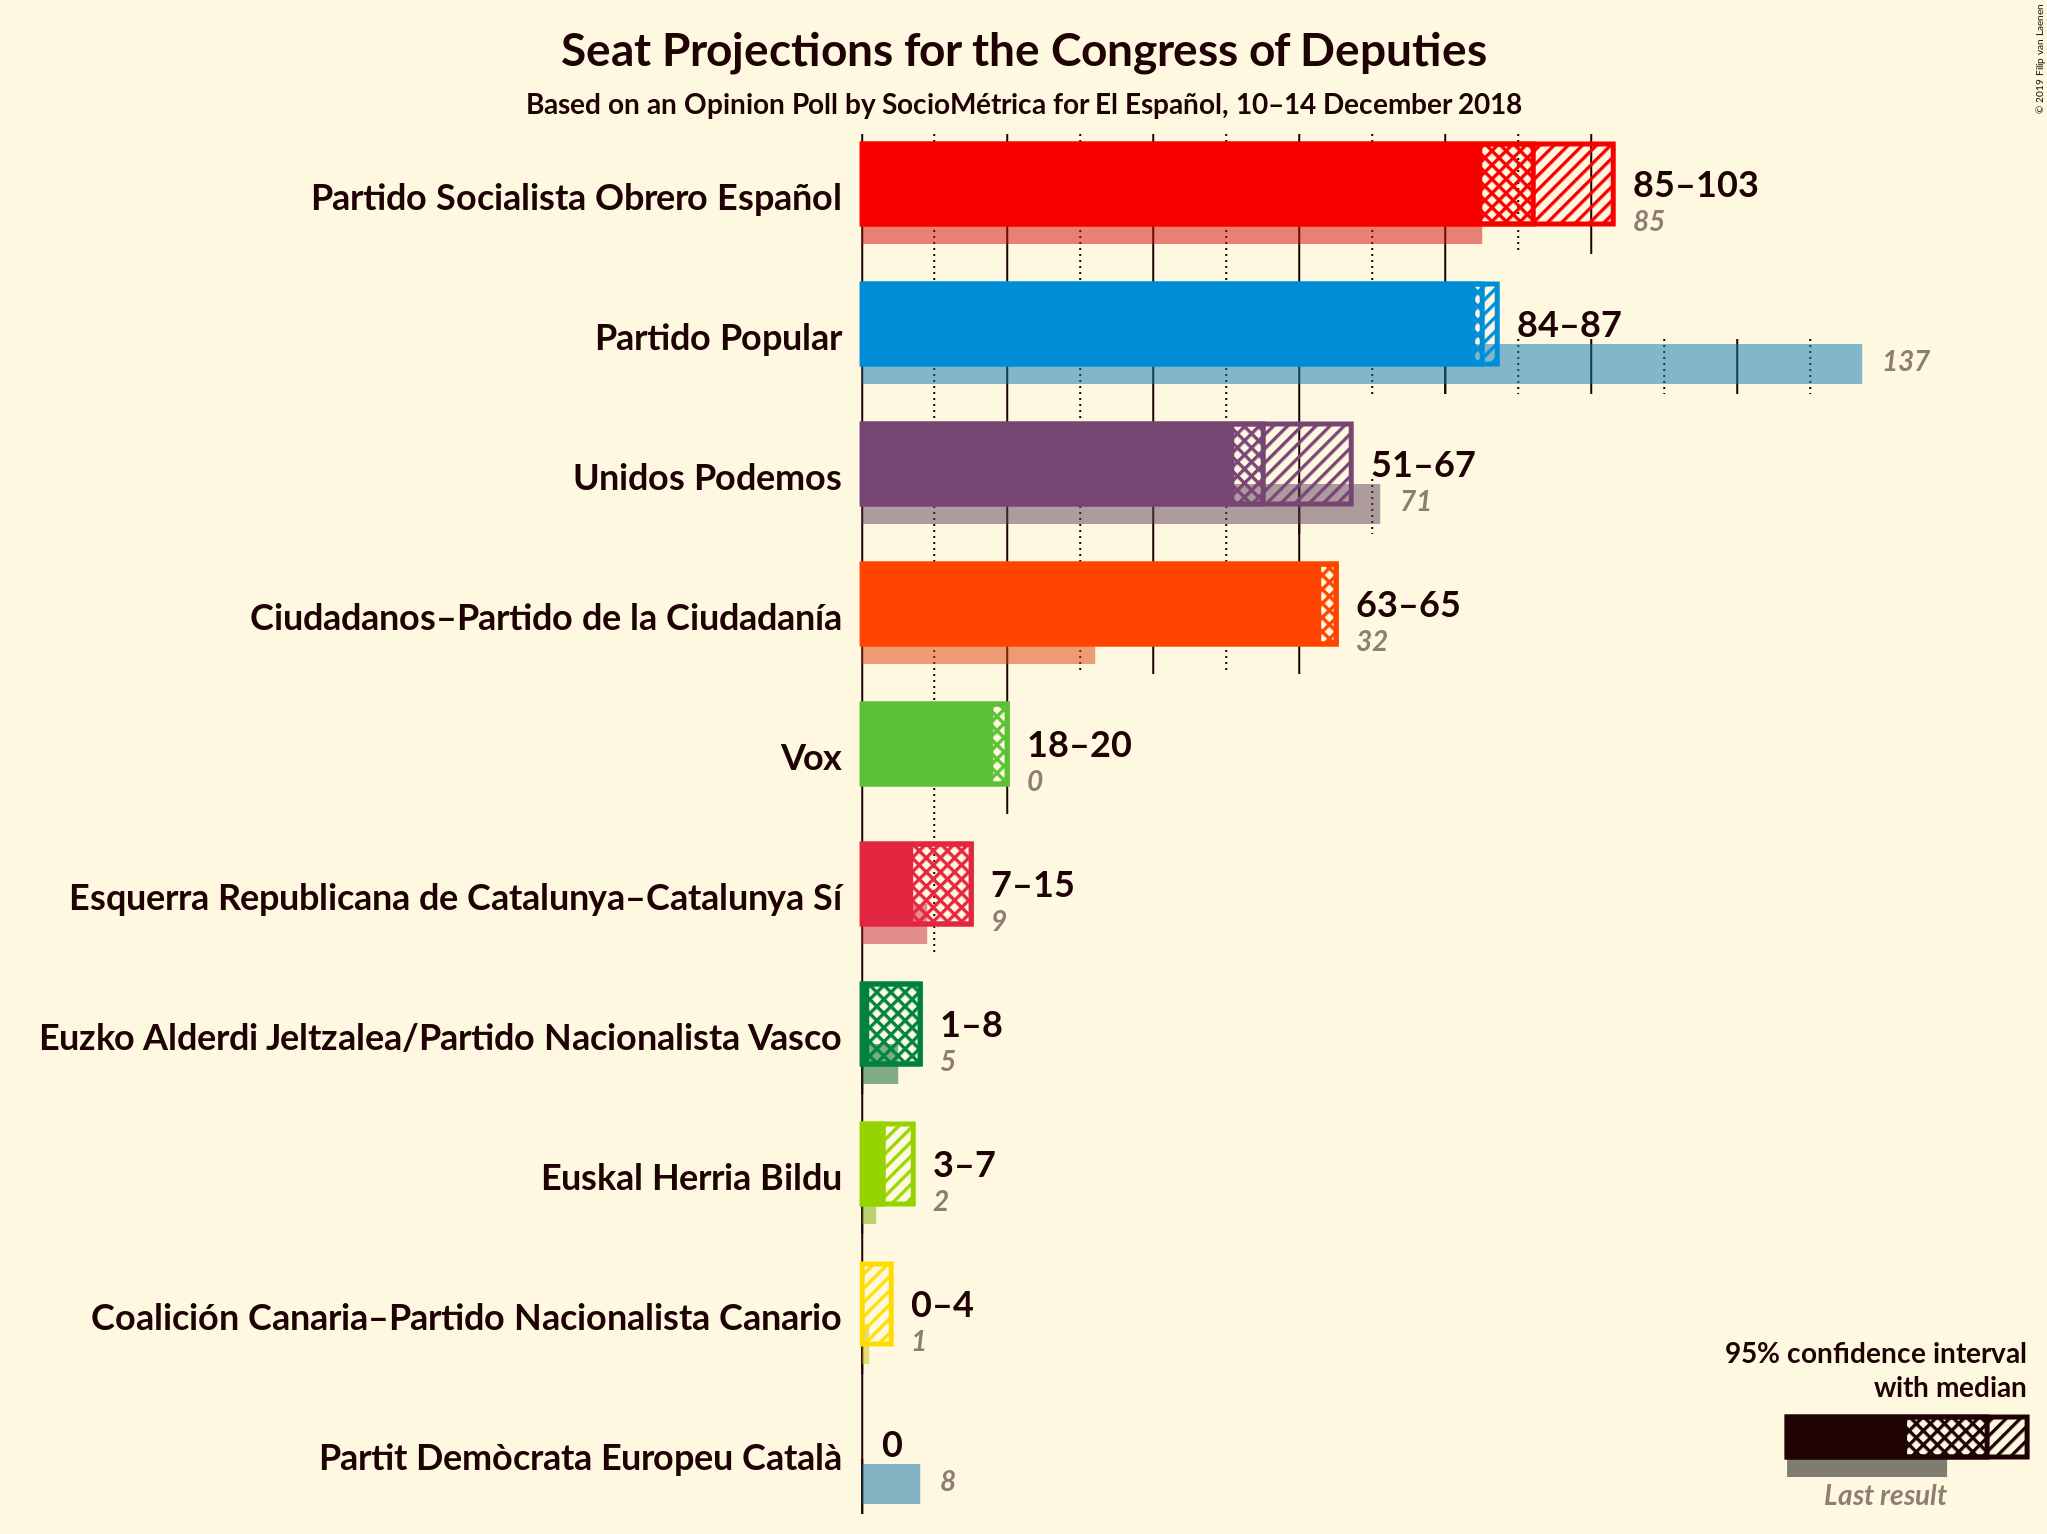 Seat Projections for the Congress of Deputies
Based on an Opinion Poll by SocioMétrica for El Español, 10–14 December 2018
© 2019 Filip van Laenen
Partido Socialista Obrero Español
85–103
85
Partido Popular
84–87
137
Unidos Podemos
51–67
71
Ciudadanos–Partido de la Ciudadanía
63–65
32
Vox
18–20
0
Esquerra Republicana de Catalunya–Catalunya Sí
7–15
9
Euzko Alderdi Jeltzalea/Partido Nacionalista Vasco
1–8
5
Euskal Herria Bildu
3–7
2
Coalición Canaria–Partido Nacionalista Canario
0–4
1
Partit Demòcrata Europeu Català
0
8
95% confidence interval
with median
Last result